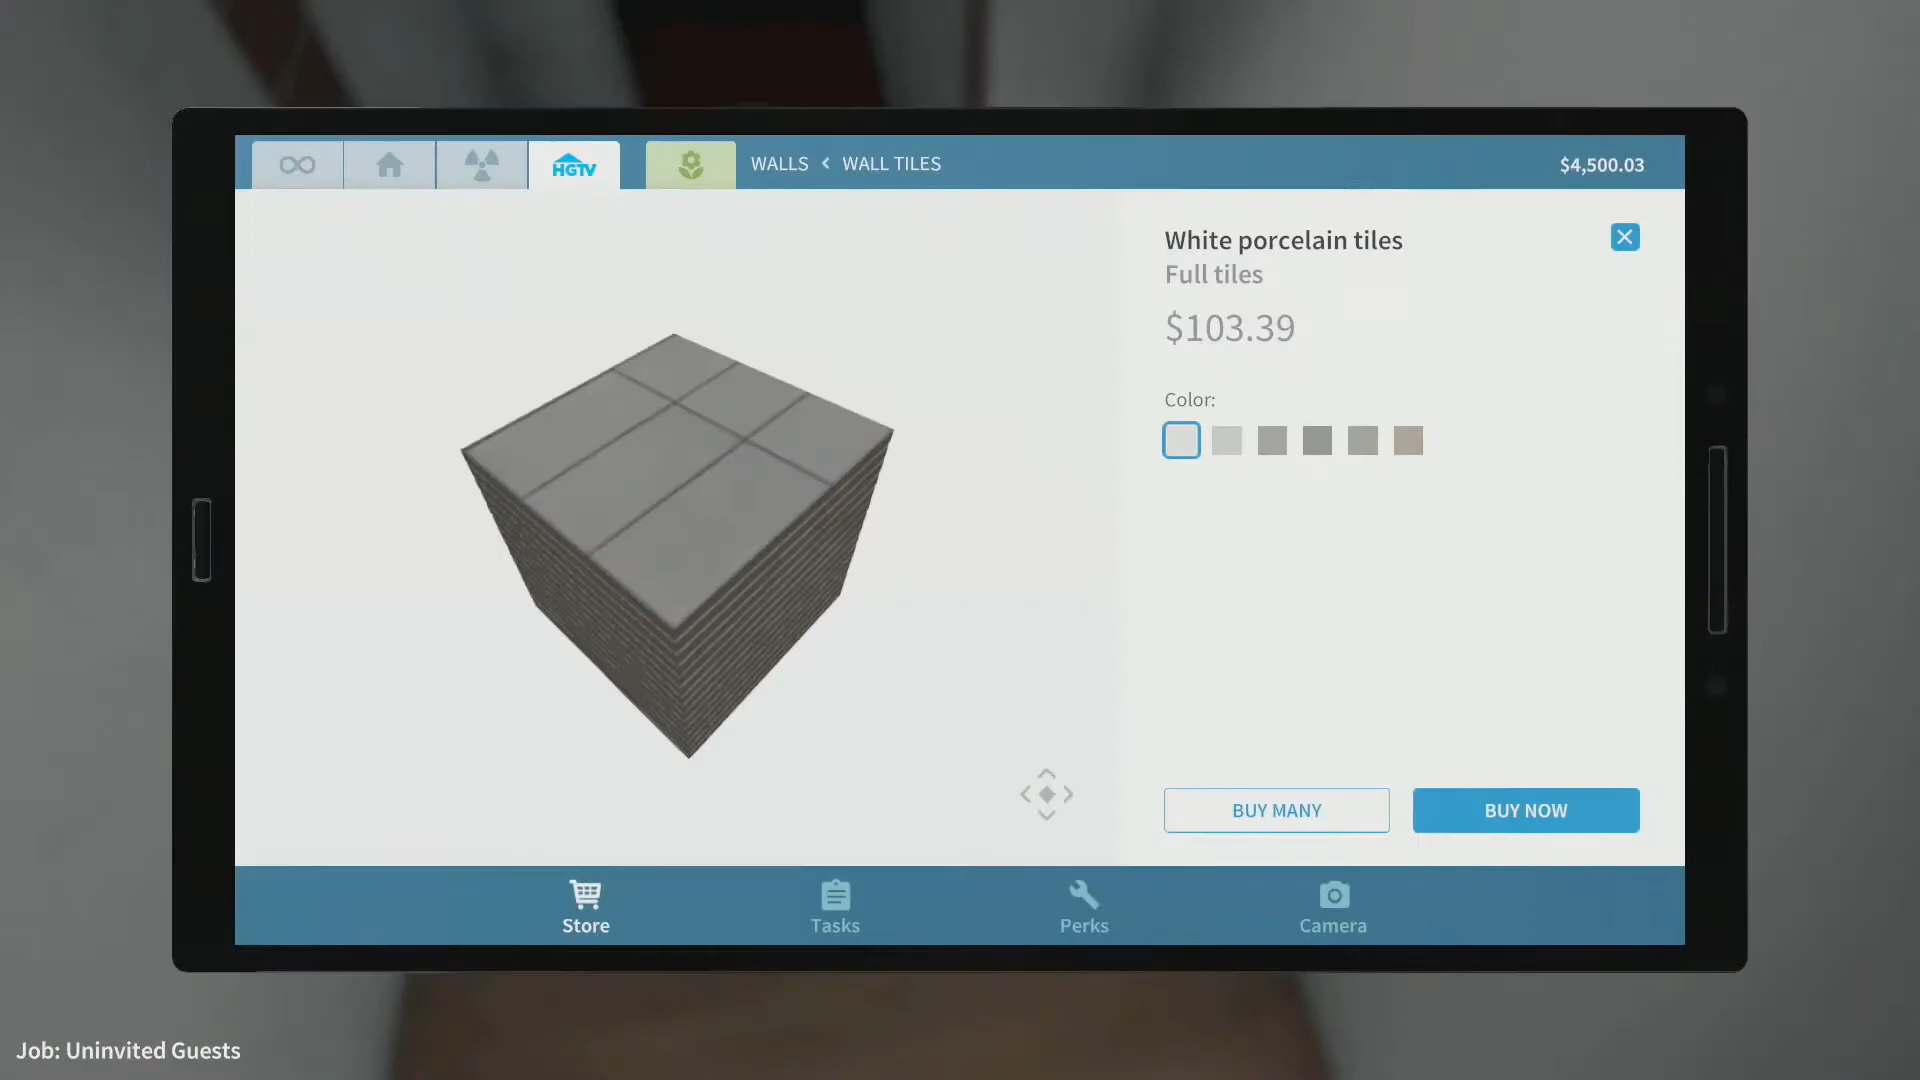 HGTV
WALLS < WALL TILES
$4,500.03
White porcelain tiles
Full tiles
$103.39
Color:
BUY MANY
BUY NOW
Store
Tasks
Perks
Camera
Job: Uninvited Guests